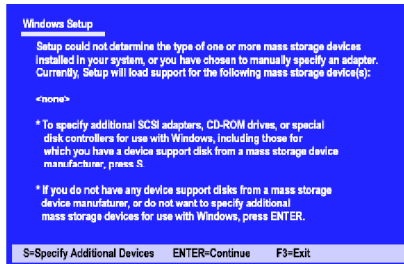 Windows Setup
Setup could not determine the type of one or more mass storage devices
installed in your system, or you have chosen to manually specify an adapter.
Currently, Setup will load support for the following mass storage device(s):
<none>
* To specify additional SCSI adapters, CD-ROM drives, or special
disk controllers for use with Windows, including those for
which you have a device support disk from a mass storage device
manufacturer, press S.
* If you do not have any device support disks from a mass storage
device manufaturer, or do not want to specify additional
mass storage devices for use with Windows, press ENTER.
S=Specify Additional Devices ENTER=Continue F3=Exit